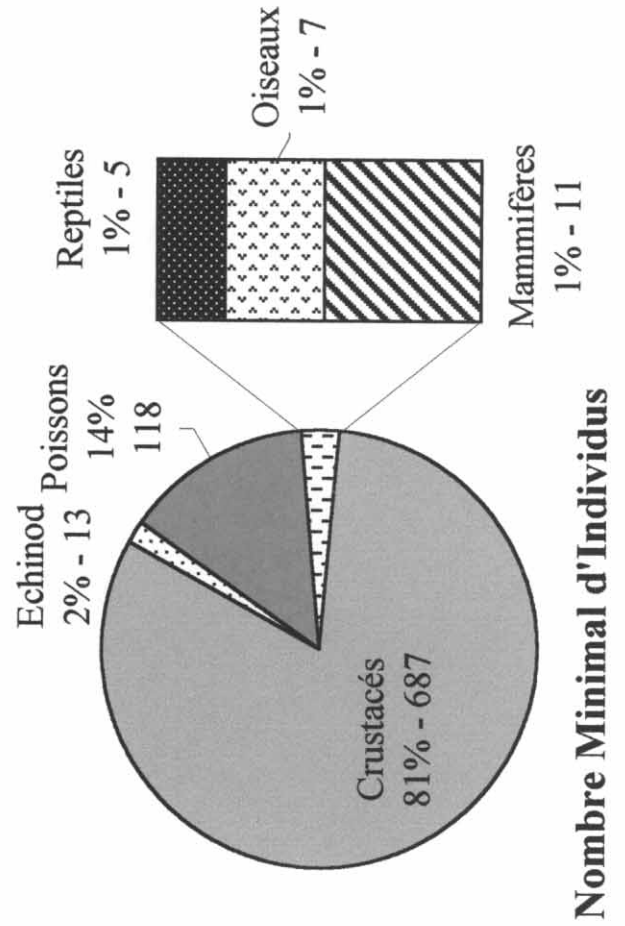 Echinod
2% - 13
Poissons
14%
118
Reptiles
1% - 5
Oiseaux
1% - 7
Mammifères
1% - 11
Crustacés
81% - 687
Nombre Minimal d'Individus